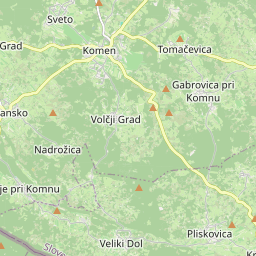 Sveto
Grad
Komen
Tomačevica
Gabrovica pri
Komnu
ansko
Volčji Grad
Nadrožica
je pri Komnu
Pliskovica
Veliki Dol